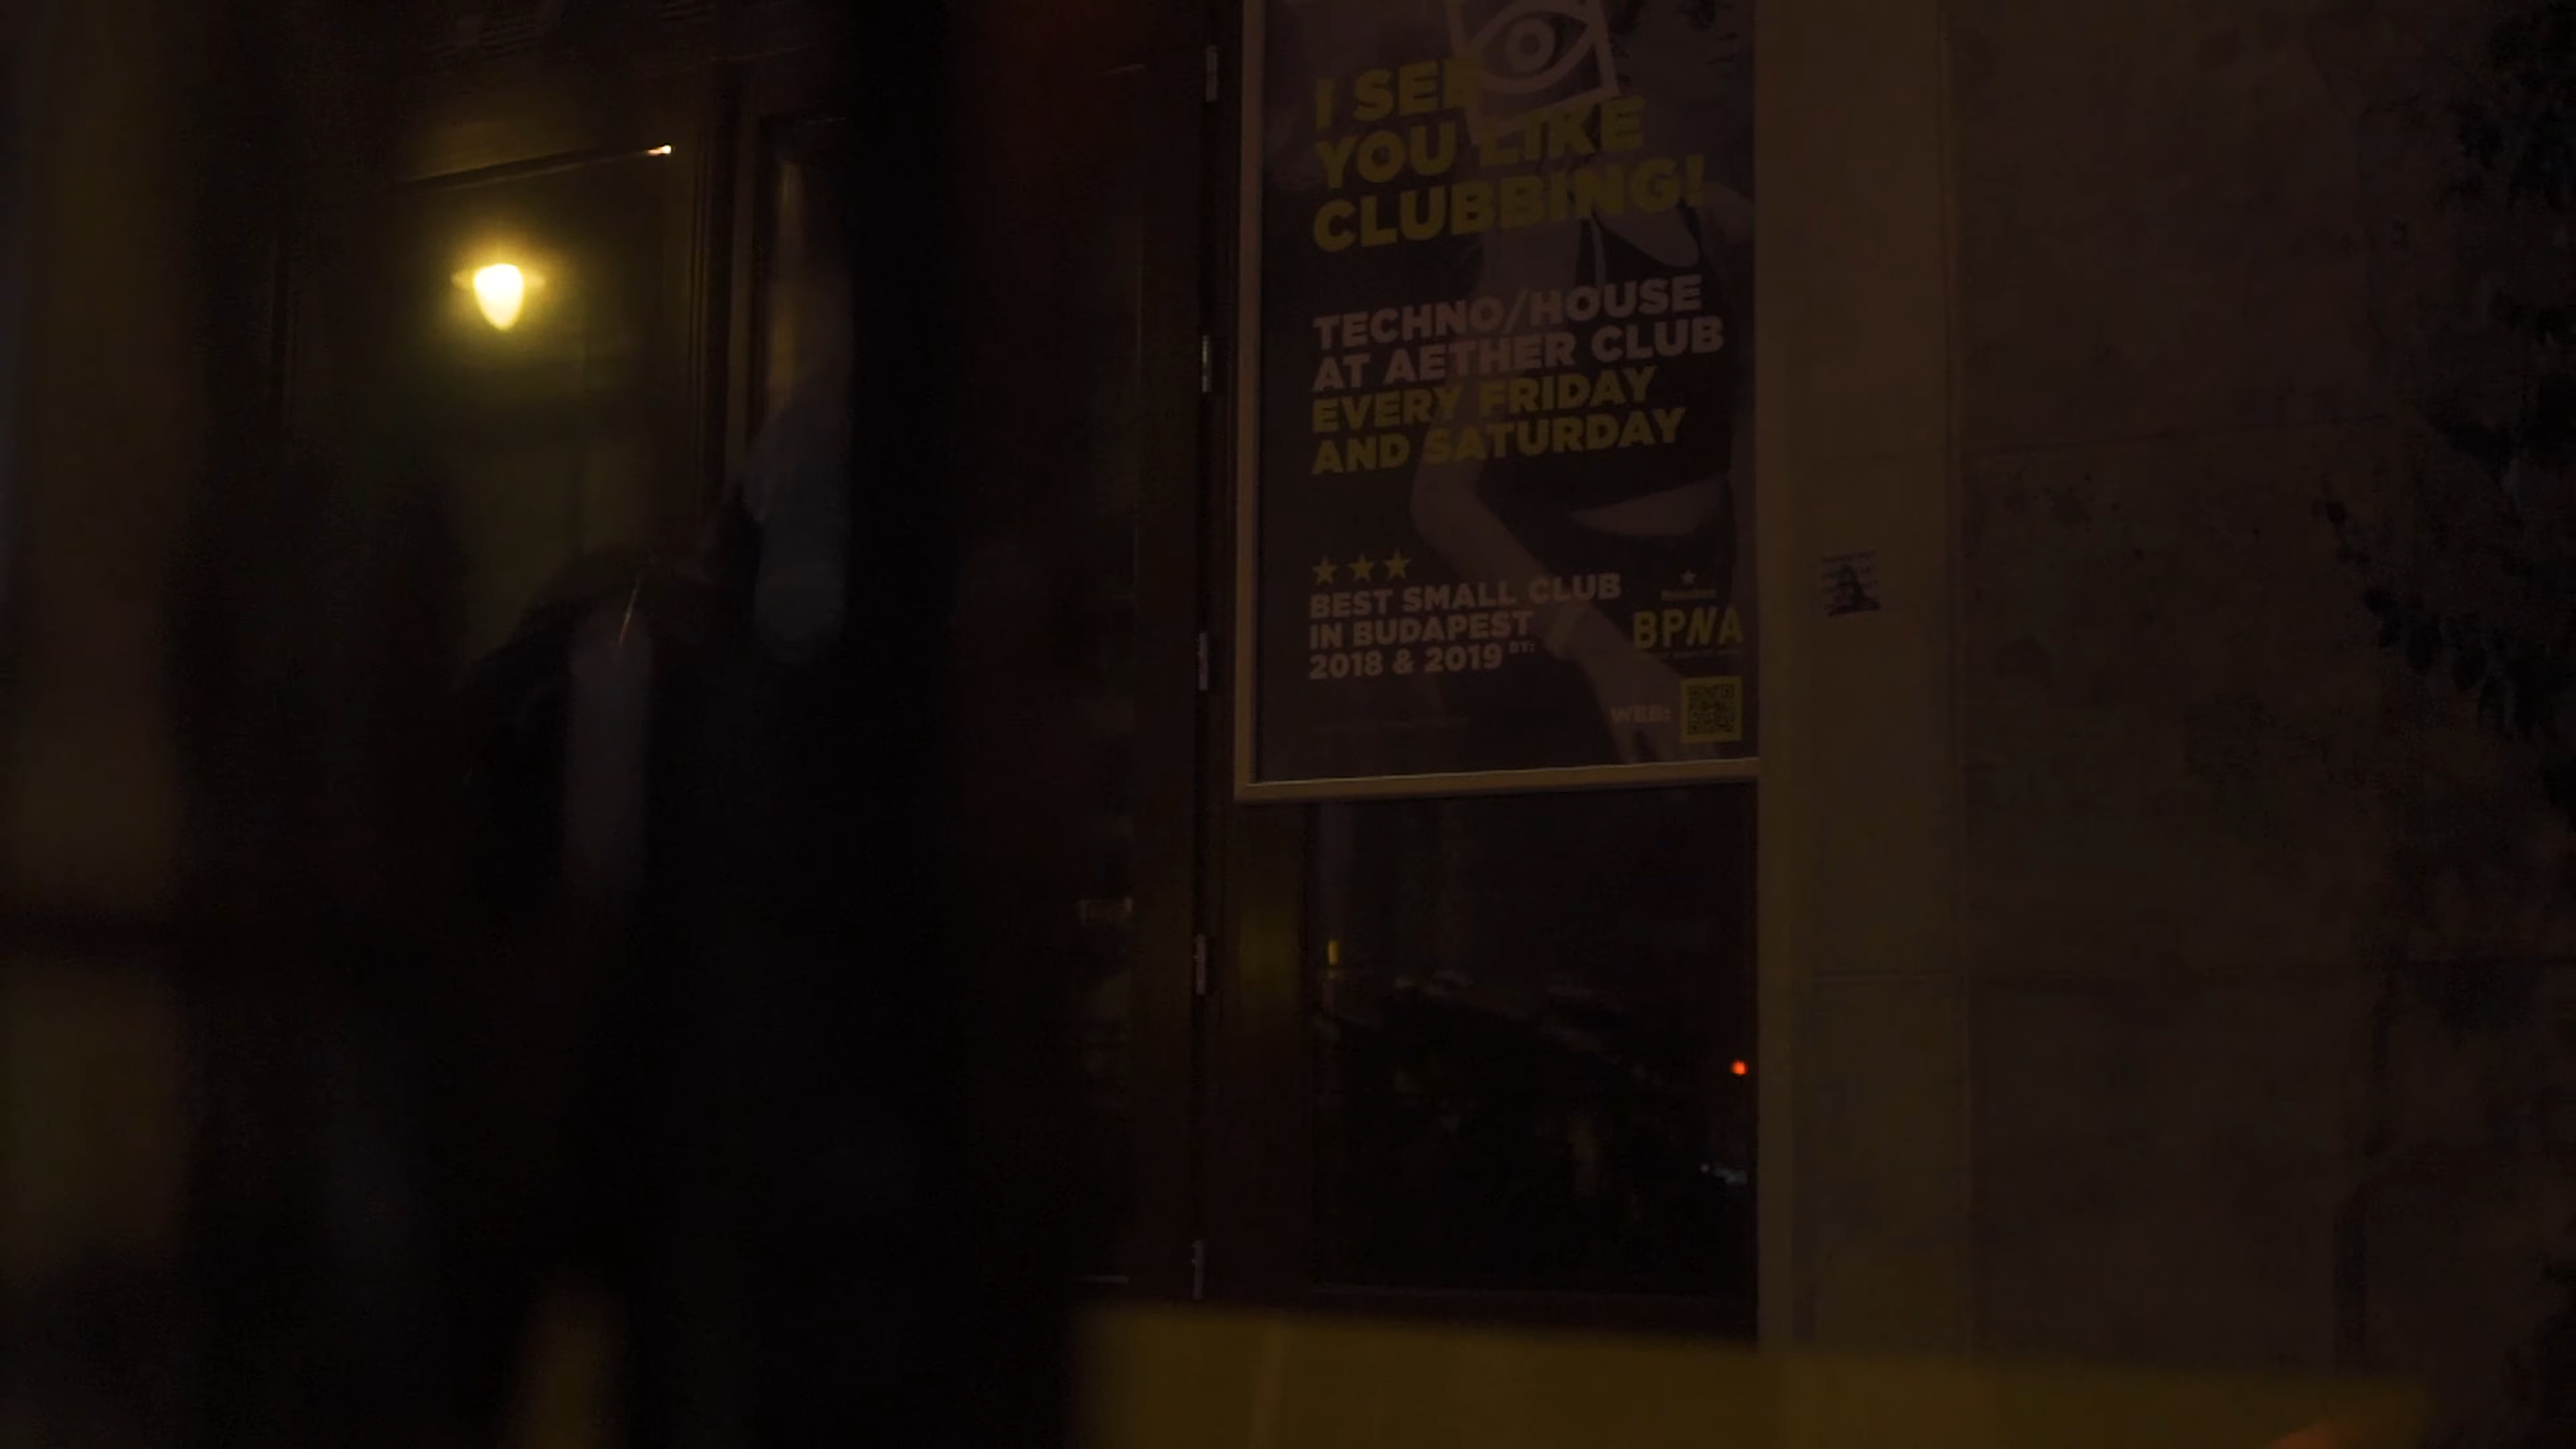 I SEE
YOU LIKE
CLUBBING!
TECHNO/HOUSE
AT AETHER CLUB
EVERY FRIDAY
AND SATURDAY
BEST SMALL CLUB
IN BUDAPEST
2018 & 2019 BY:
BPNA
WEB: